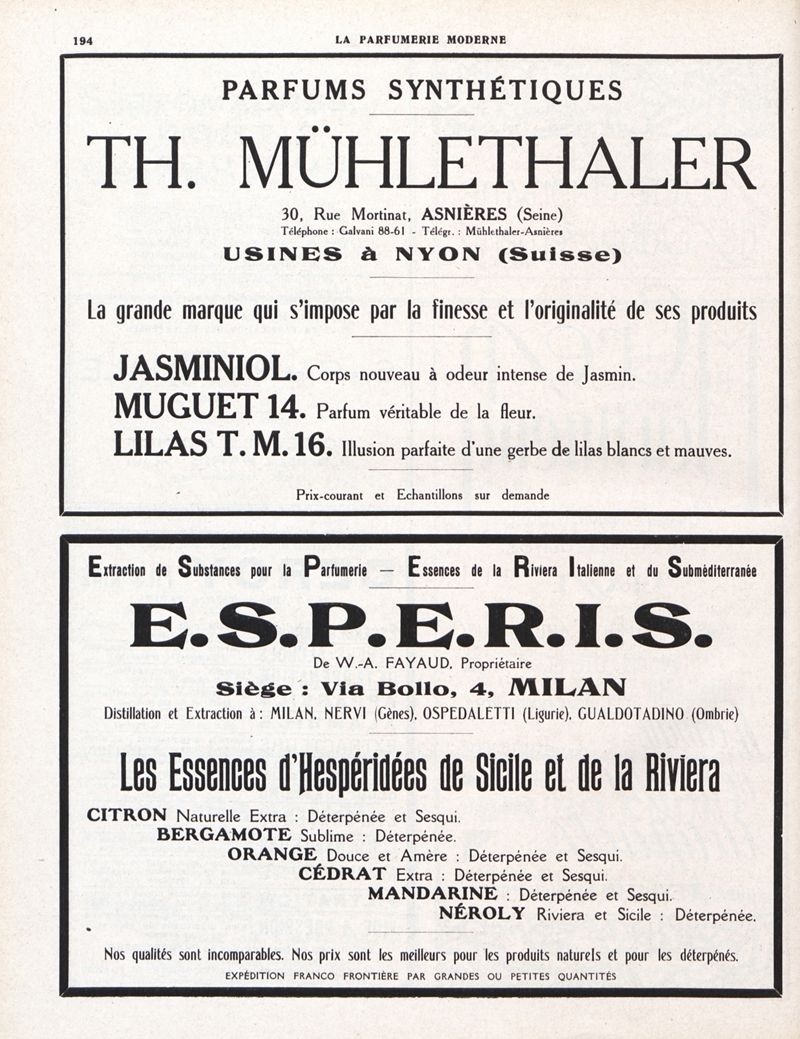 194
LA PARFUMERIE MODERNE
PARFUMS SYNTHÉTIQUES
TH. MÜHLETHALER
30, Rue Mortinat, ASNIÈRES (Seine)
Téléphone : Galvani 88-61 - Télégr. : Mühlethaler-Asnières
USINES à NYON (Suisse)
La grande marque qui s'impose par la finesse et l'originalité de ses produits
JASMINIOL. Corps nouveau à odeur intense de Jasmin.
MUGUET 14. Parfum véritable de la fleur.
LILAS T. M. 16. Illusion parfaite d'une gerbe de lilas blancs et mauves.
Prix-courant et Echantillons sur demande
Extraction de Substances pour la Parfumerie — Essences de la Riviera Italienne et du Subméditerranée
E.S.P.E.R.I.S.
De W.-A. FAYAUD, Propriétaire
Siège : Via Bollo, 4, MILAN
Distillation et Extraction à : MILAN, NERVI (Gènes), OSPEDALETTI (Ligurie), GUALDOTADINO (Ombrie)
Les Essences d'Hespéridées de Sicile et de la Riviera
CITRON Naturelle Extra : Déterpénée et Sesqui.
BERGAMOTE Sublime : Déterpénée.
ORANGE Douce et Amère : Déterpénée et Sesqui.
CÉDRAT Extra : Déterpénée et Sesqui.
MANDARINE : Déterpénée et Sesqui.
NÉROLY Riviera et Sicile : Déterpénée.
Nos qualités sont incomparables. Nos prix sont les meilleurs pour les produits naturels et pour les déterpénés.
EXPÉDITION FRANCO FRONTIÈRE PAR GRANDES OU PETITES QUANTITÉS